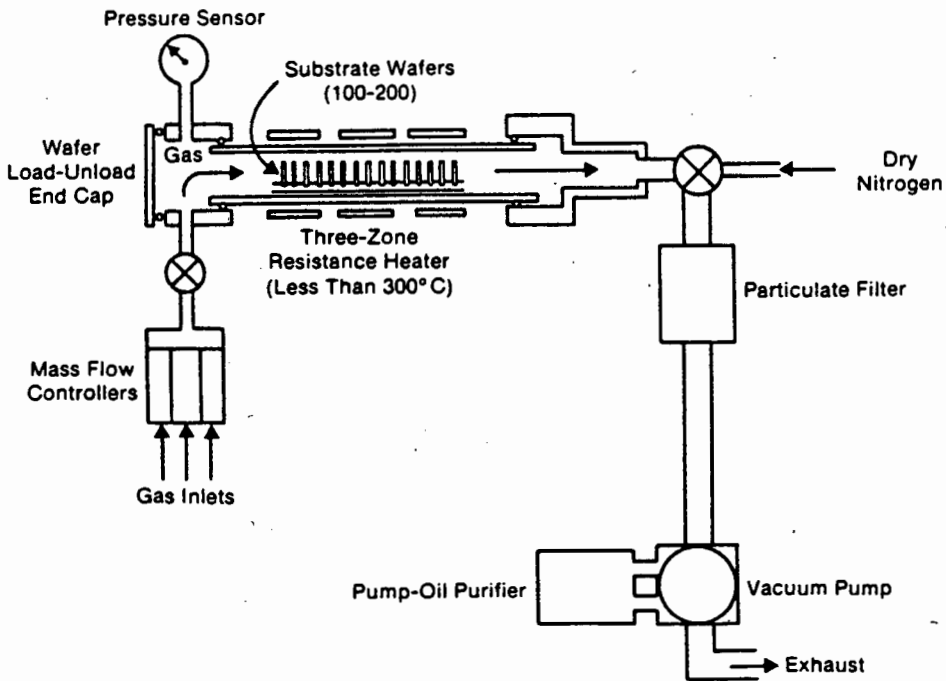 Pressure Sensor
Substrate Wafers
(100-200)
Wafer
Load-Unload
End Cap
Gas
Dry
Nitrogen
Three-Zone
Resistance Heater
(Less Than 300°C)
Particulate Filter
Mass Flow
Controllers
Gas Inlets
Pump-Oil Purifier
Vacuum Pump
Exhaust